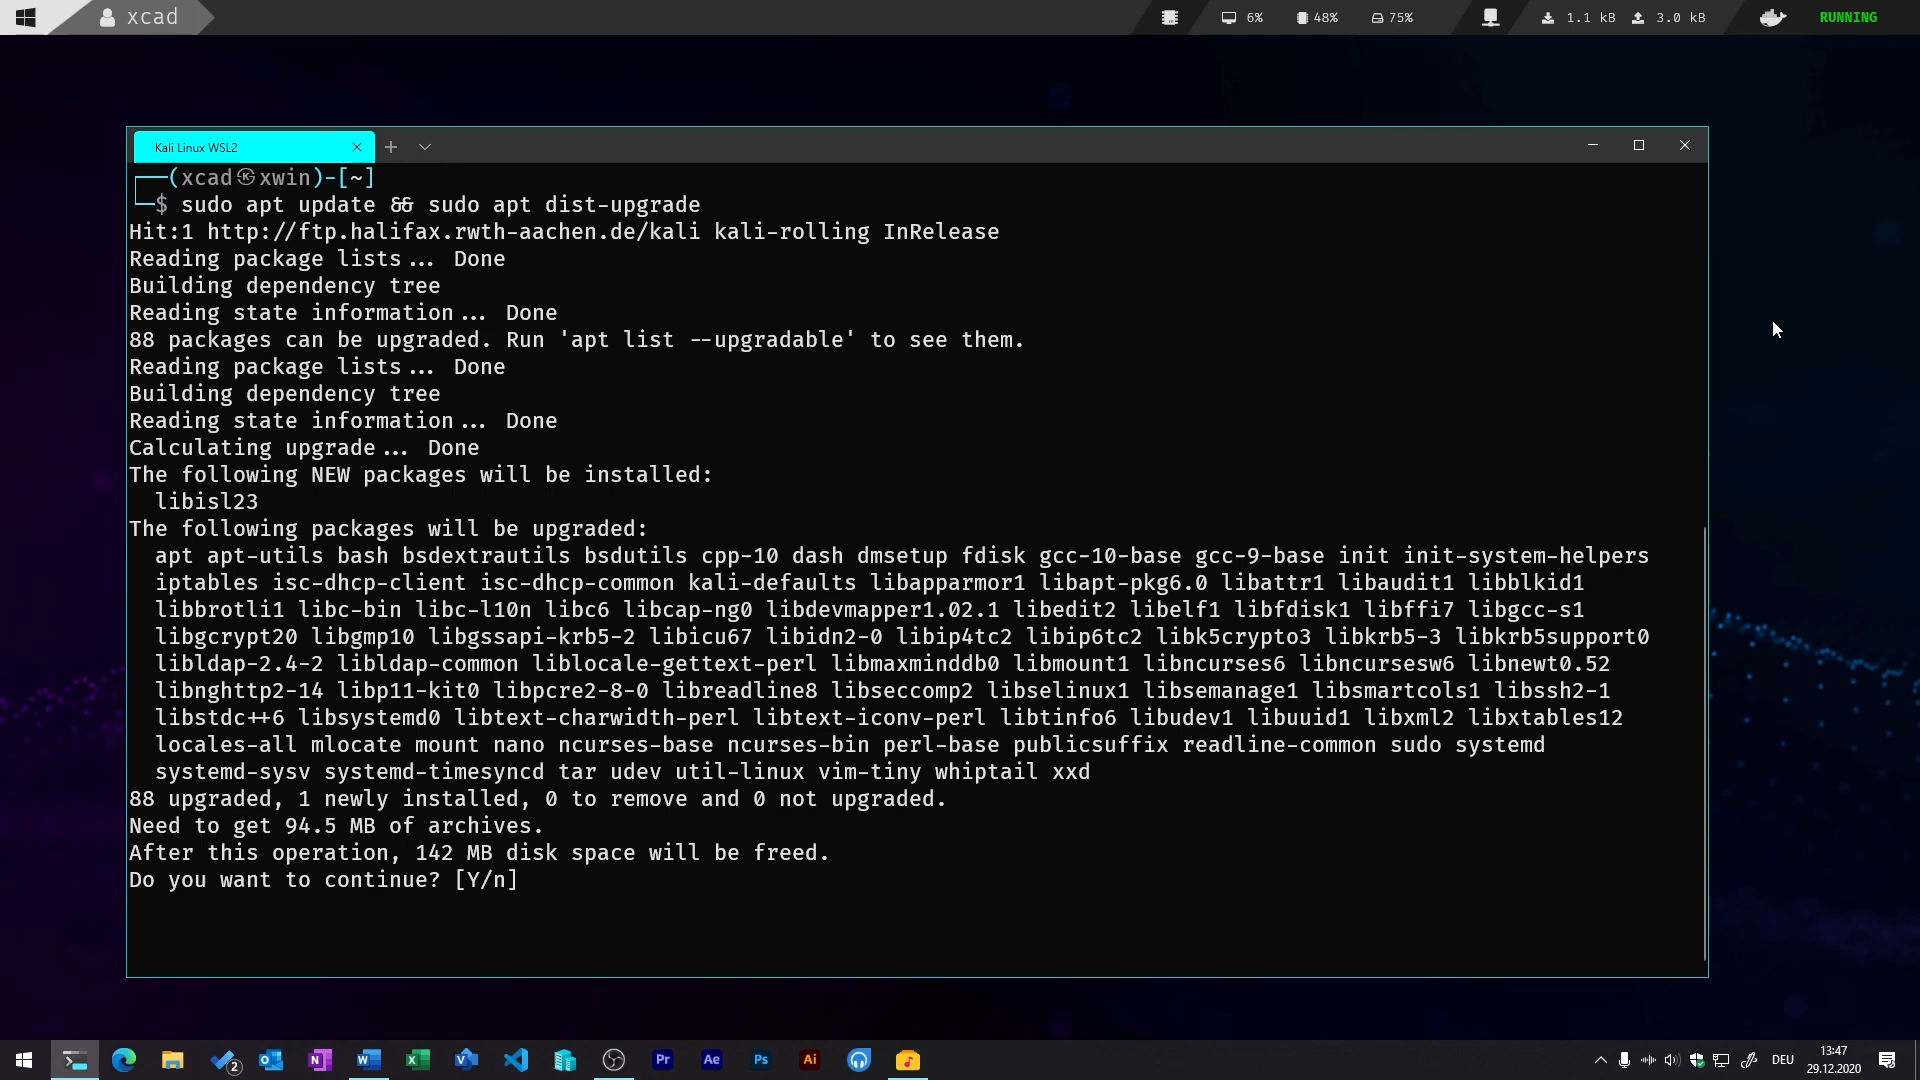 xcad
6%
48%
75%
1.1 kB
3.0 kB
RUNNING
Kali Linux WSL2
┌──(xcad㉿xwin)-[~]
└─$ sudo apt update && sudo apt dist-upgrade
Hit:1 http://ftp.halifax.rwth-aachen.de/kali kali-rolling InRelease
Reading package lists... Done
Building dependency tree
Reading state information... Done
88 packages can be upgraded. Run 'apt list --upgradable' to see them.
Reading package lists... Done
Building dependency tree
Reading state information... Done
Calculating upgrade... Done
The following NEW packages will be installed:
libisl23
The following packages will be upgraded:
apt apt-utils bash bsdextrautils bsdutils cpp-10 dash dmsetup fdisk gcc-10-base gcc-9-base init init-system-helpers
iptables isc-dhcp-client isc-dhcp-common kali-defaults libapparmor1 libapt-pkg6.0 libattr1 libaudit1 libblkid1
libbrotli1 libc-bin libc-l10n libc6 libcap-ng0 libdevmapper1.02.1 libedit2 libelf1 libfdisk1 libffi7 libgcc-s1
libgcrypt20 libgmp10 libgssapi-krb5-2 libicu67 libidn2-0 libip4tc2 libip6tc2 libk5crypto3 libkrb5-3 libkrb5support0
libldap-2.4-2 libldap-common liblocale-gettext-perl libmaxminddb0 libmount1 libncurses6 libncursesw6 libnewt0.52
libnghttp2-14 libp11-kit0 libpcre2-8-0 libreadline8 libseccomp2 libselinux1 libsemanage1 libsmartcols1 libssh2-1
libstdc++6 libsystemd0 libtext-charwidth-perl libtext-iconv-perl libtinfo6 libudev1 libuuid1 libxml2 libxtables12
locales-all mlocate mount nano ncurses-base ncurses-bin perl-base publicsuffix readline-common sudo systemd
systemd-sysv systemd-timesyncd tar udev util-linux vim-tiny whiptail xxd
88 upgraded, 1 newly installed, 0 to remove and 0 not upgraded.
Need to get 94.5 MB of archives.
After this operation, 142 MB disk space will be freed.
Do you want to continue? [Y/n]
2
N
W
X
V
Pr
Ae
Ps
Ai
DEU
13:47
29.12.2020